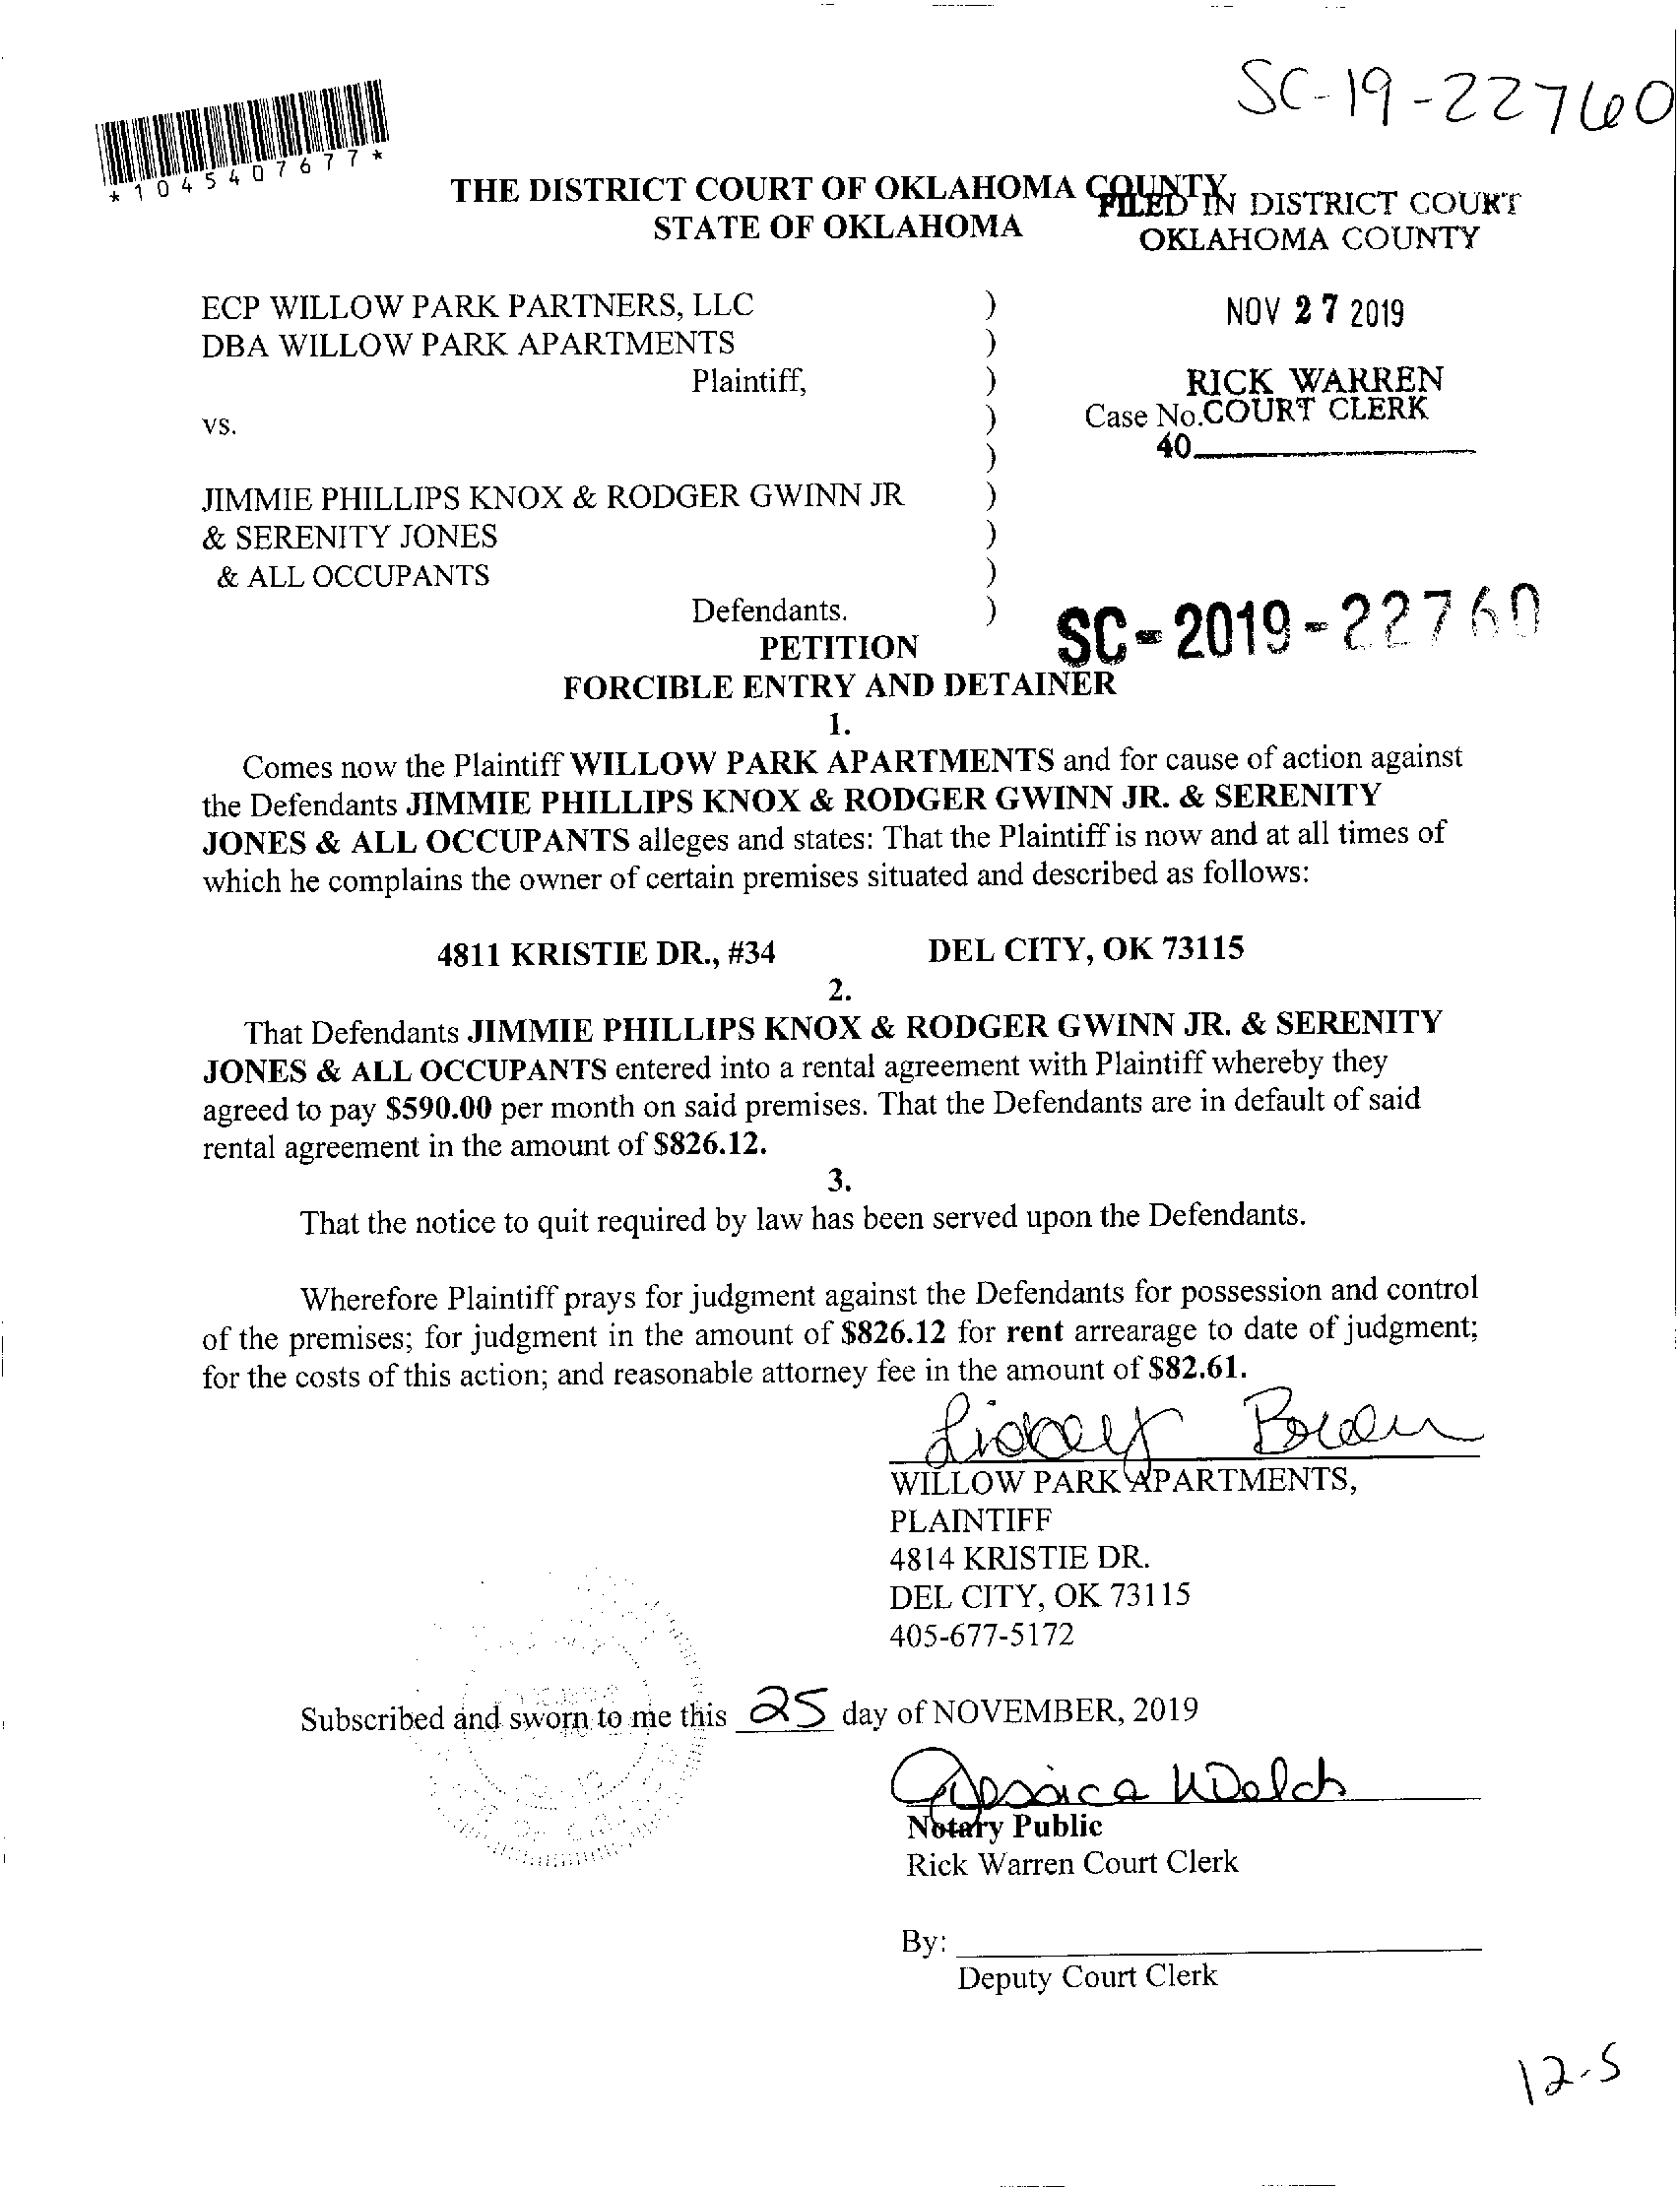 SC-19-22760
*1045407677*
THE DISTRICT COURT OF OKLAHOMA COUNTY,
STATE OF OKLAHOMA
FILED IN DISTRICT COURT
OKLAHOMA COUNTY
NOV 27 2019
RICK WARREN
COURT CLERK
40
ECP WILLOW PARK PARTNERS, LLC )
DBA WILLOW PARK APARTMENTS )
Plaintiff, )
vs. ) Case No.
)
JIMMIE PHILLIPS KNOX & RODGER GWINN JR )
& SERENITY JONES )
& ALL OCCUPANTS )
Defendants. )
SC-2019-22760
PETITION
FORCIBLE ENTRY AND DETAINER
1.
Comes now the Plaintiff WILLOW PARK APARTMENTS and for cause of action against
the Defendants JIMMIE PHILLIPS KNOX & RODGER GWINN JR. & SERENITY
JONES & ALL OCCUPANTS alleges and states: That the Plaintiff is now and at all times of
which he complains the owner of certain premises situated and described as follows:
4811 KRISTIE DR., #34 DEL CITY, OK 73115
2.
That Defendants JIMMIE PHILLIPS KNOX & RODGER GWINN JR. & SERENITY
JONES & ALL OCCUPANTS entered into a rental agreement with Plaintiff whereby they
agreed to pay $590.00 per month on said premises. That the Defendants are in default of said
rental agreement in the amount of $826.12.
3.
That the notice to quit required by law has been served upon the Defendants.
Wherefore Plaintiff prays for judgment against the Defendants for possession and control
of the premises; for judgment in the amount of $826.12 for rent arrearage to date of judgment;
for the costs of this action; and reasonable attorney fee in the amount of $82.61.
WILLOW PARK APARTMENTS,
PLAINTIFF
4814 KRISTIE DR.
DEL CITY, OK 73115
405-677-5172
Subscribed and sworn to me this 25 day of NOVEMBER, 2019
Jessica Welch
Notary Public
Rick Warren Court Clerk
By:
Deputy Court Clerk
12-5